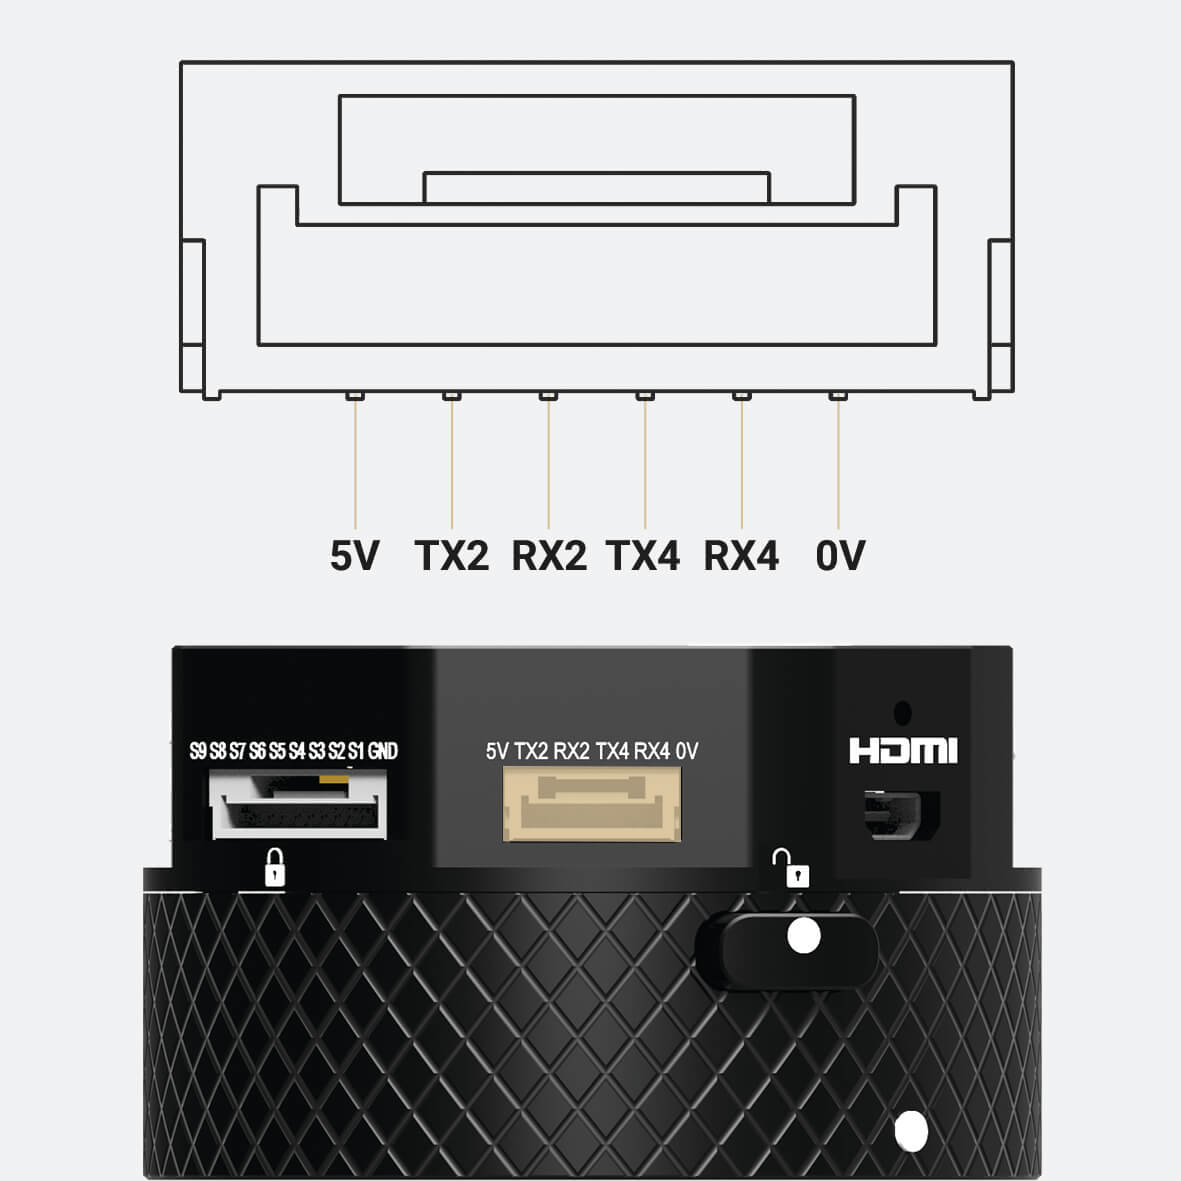 5V TX2 RX2 TX4 RX4 0V
S9 S8 S7 S6 S5 S4 S3 S2 S1 GND
5V TX2 RX2 TX4 RX4 0V
HDMI